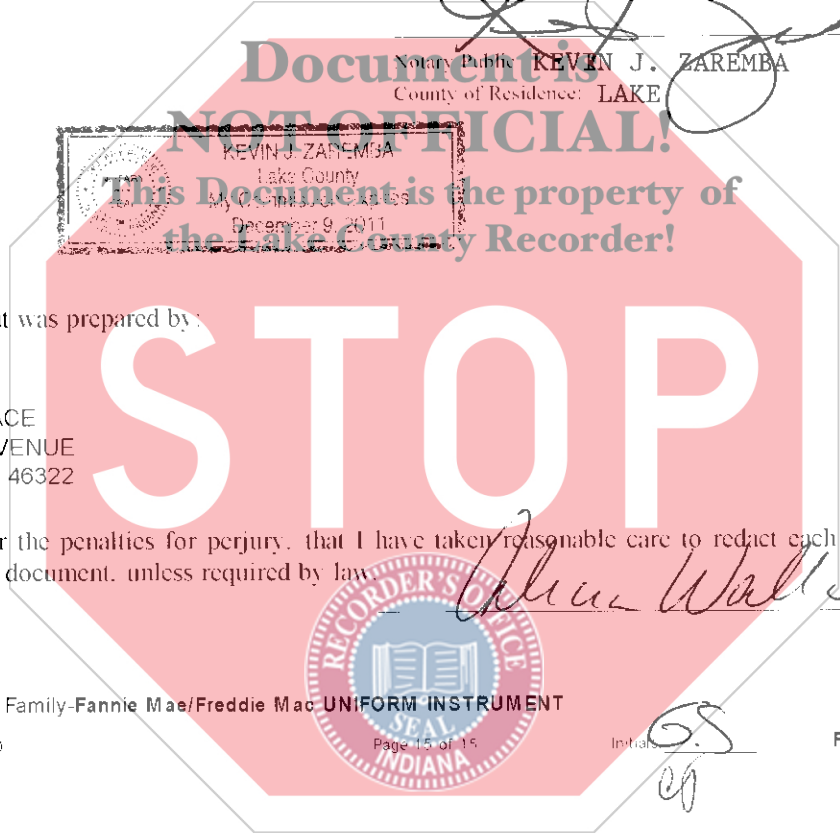 Document is
Notary Public KEVIN J. ZAREMBA
County of Residence: LAKE
NOT OFFICIAL!
KEVIN J. ZAREMBA
Lake County
My Commission Expires
December 9, 2011
This Document is the property of
the Lake County Recorder!
t was prepared by:
STOP
ACE
VENUE
46322
r the penalties for perjury, that I have taken reasonable care to redact each
document, unless required by law.
RECORDER'S OFFICE
SEAL
INDIANA
Family-Fannie Mae/Freddie Mac UNIFORM INSTRUMENT
Page 15 of 15
Initials G.S
F